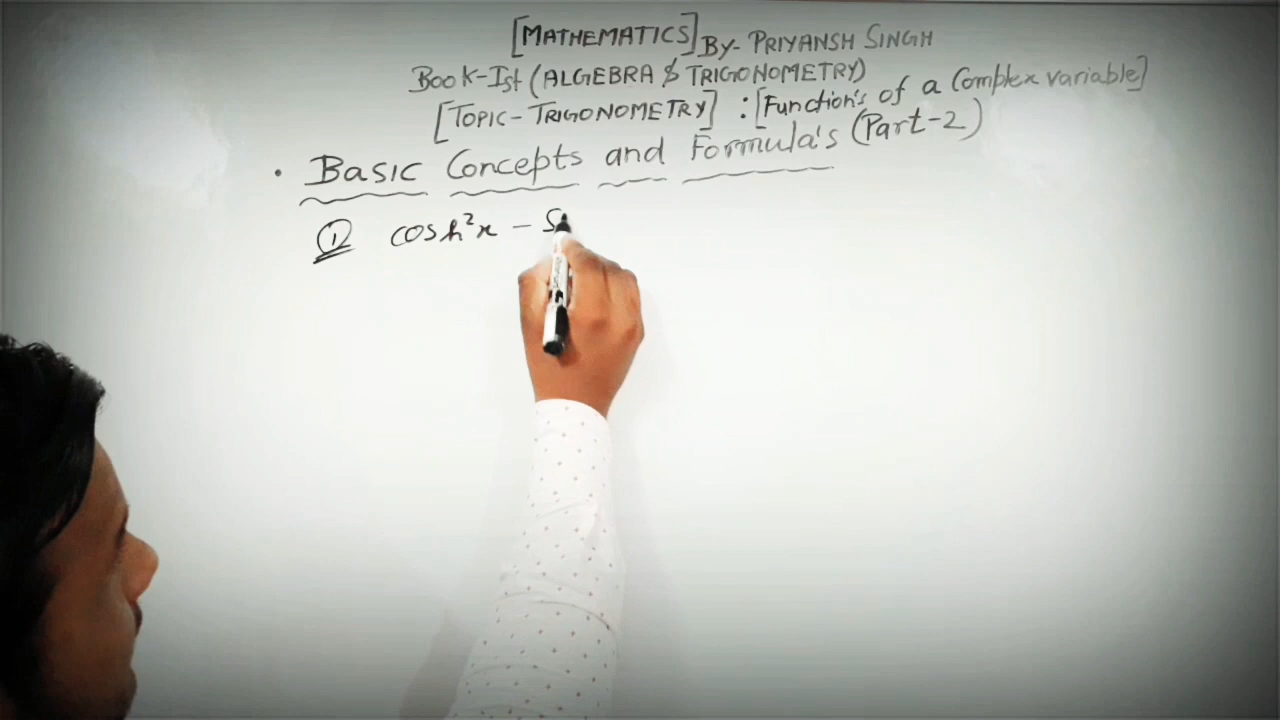 [MATHEMATICS] By- PRIYANSH SINGH
BOOK-Ist (ALGEBRA & TRIGONOMETRY)
[TOPIC- TRIGONOMETRY] : [Function's of a Complex variable]
• Basic Concepts and Formula's (Part-2)
① cosh²x - S